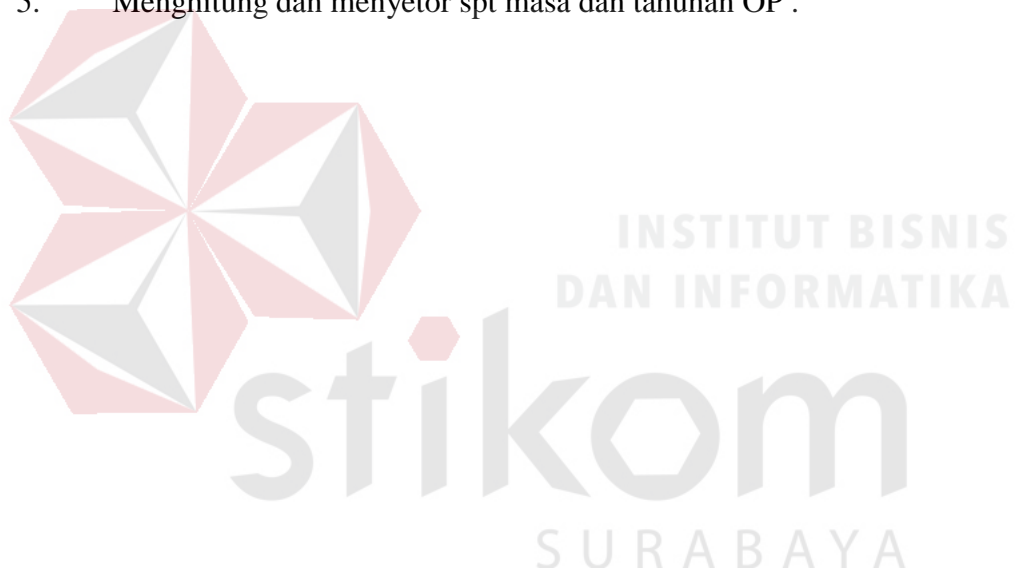 5. Menghitung dan menyetor spt masa dan tahunan OP .
INSTITUT BISNIS
DAN INFORMATIKA
stikom
SURABAYA